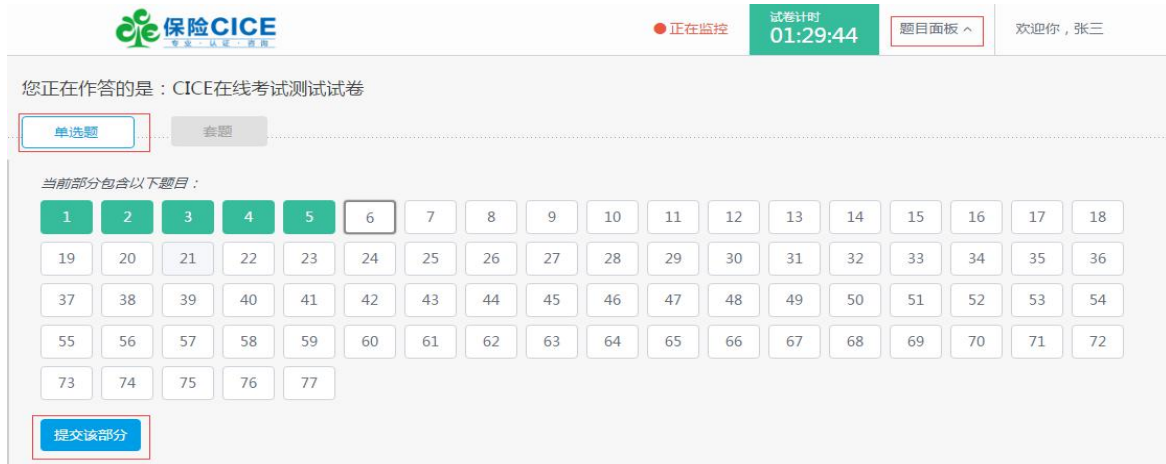 保险CICE
专业·认证·咨询
正在监控
试卷计时
01:29:44
题目面板
欢迎你，张三
您正在作答的是：CICE在线考试测试试卷
单选题 套题
当前部分包含以下题目：
1 2 3 4 5 6 7 8 9 10 11 12 13 14 15 16 17 18
19 20 21 22 23 24 25 26 27 28 29 30 31 32 33 34 35 36
37 38 39 40 41 42 43 44 45 46 47 48 49 50 51 52 53 54
55 56 57 58 59 60 61 62 63 64 65 66 67 68 69 70 71 72
73 74 75 76 77
提交该部分